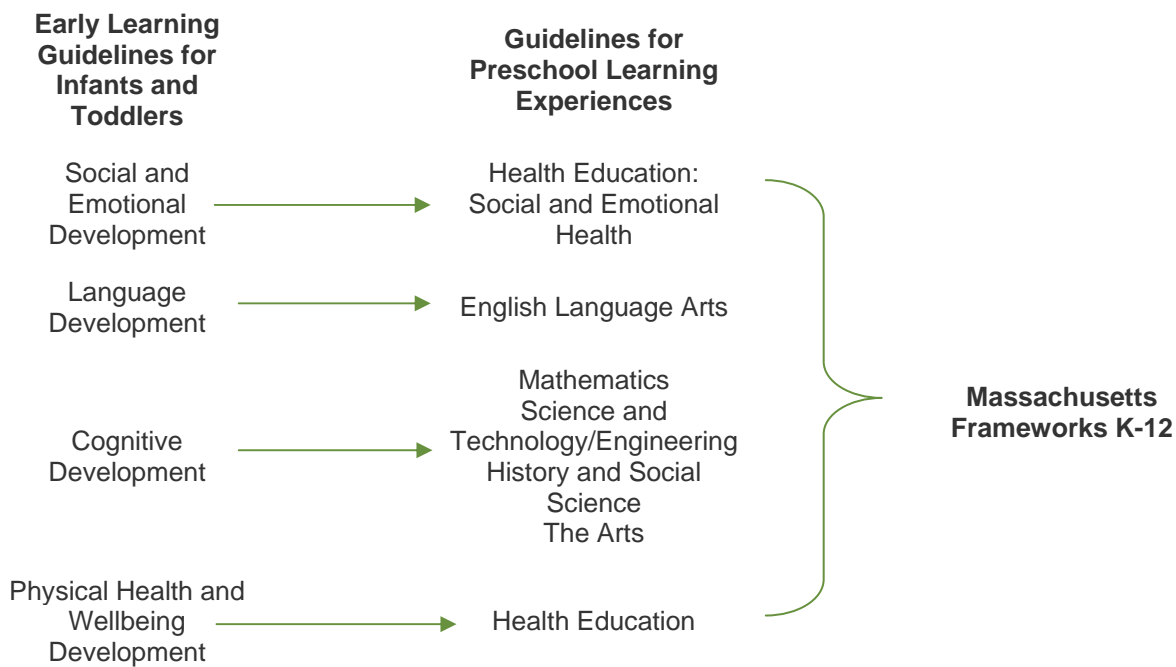 Early Learning
Guidelines for
Infants and
Toddlers
Guidelines for
Preschool Learning
Experiences
Social and
Emotional
Development
Health Education:
Social and Emotional
Health
Language
Development
English Language Arts
Cognitive
Development
Mathematics
Science and
Technology/Engineering
History and Social
Science
The Arts
Physical Health and
Wellbeing
Development
Health Education
Massachusetts
Frameworks K-12